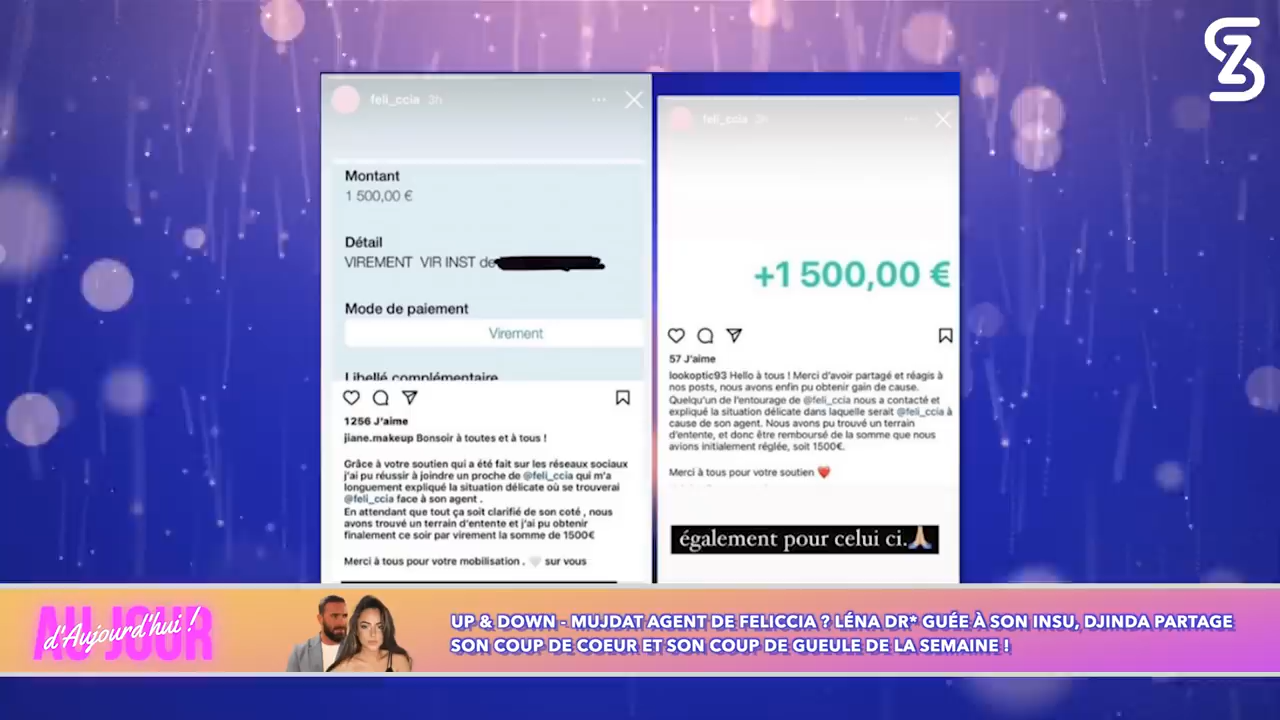 feli_ccia 3h
Montant
1 500,00 €
Détail
VIREMENT VIR INST de
Mode de paiement
Virement
Libellé complémentaire
1256 J'aime
jiane.makeup Bonsoir à toutes et à tous !
Grâce à votre soutien qui a été fait sur les réseaux sociaux
j'ai pu réussir à joindre un proche de @feli_ccia qui m'a
longuement expliqué la situation délicate où se trouverai
@feli_ccia face à son agent .
En attendant que tout ça soit clarifié de son coté , nous
avons trouvé un terrain d'entente et j'ai pu obtenir
finalement ce soir par virement la somme de 1500€
Merci à tous pour votre mobilisation . 🤍 sur vous
feli_ccia
+1 500,00 €
57 J'aime
lookoptic93 Hello à tous ! Merci d'avoir partagé et réagis à
nos posts, nous avons enfin pu obtenir gain de cause.
Quelqu'un de l'entourage de @feli_ccia nous a contacté et
expliqué la situation délicate dans laquelle serait @feli_ccia à
cause de son agent. Nous avons pu trouvé un terrain
d'entente, et donc être remboursé de la somme que nous
avions initialement réglée, soit 1500€.
Merci à tous pour votre soutien ❤️
également pour celui ci.🙏🏼
AU JOUR
d'Aujourd'hui !
UP & DOWN - MUJDAT AGENT DE FELICCIA ? LÉNA DR* GUÉE À SON INSU, DJINDA PARTAGE
SON COUP DE COEUR ET SON COUP DE GUEULE DE LA SEMAINE !